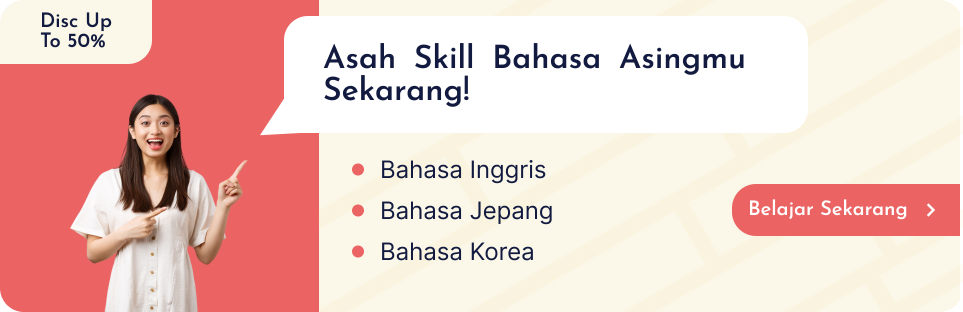 Disc Up
To 50%
Asah Skill Bahasa Asingmu
Sekarang!
Bahasa Inggris
Bahasa Jepang
Bahasa Korea
Belajar Sekarang